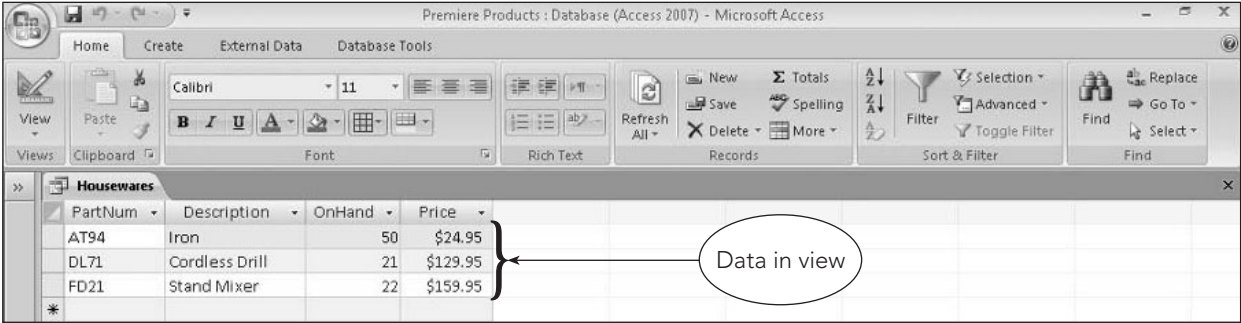 Premiere Products : Database (Access 2007) - Microsoft Access
Home Create External Data Database Tools
Calibri 11 New Σ Totals Selection Replace
View Paste B I U A ab Refresh All Save Spelling Filter Advanced Find Go To
Delete More Toggle Filter Select
Views Clipboard Font Rich Text Records Sort & Filter Find
Housewares
PartNum Description OnHand Price
AT94 Iron 50 $24.95
DL71 Cordless Drill 21 $129.95 Data in view
FD21 Stand Mixer 22 $159.95